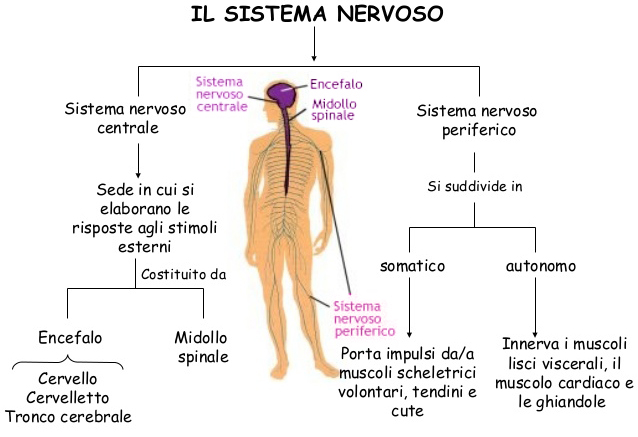 IL SISTEMA NERVOSO
Sistema nervoso
centrale
Sede in cui si
elaborano le
risposte agli stimoli
esterni
Costituito da
Encefalo
Cervello
Cervelletto
Tronco cerebrale
Midollo
spinale
Sistema
nervoso
centrale
Encefalo
Midollo
spinale
Sistema
nervoso
periferico
Sistema nervoso
periferico
Si suddivide in
somatico
Porta impulsi da/a
muscoli scheletrici
volontari, tendini e
cute
autonomo
Innerva i muscoli
lisci viscerali, il
muscolo cardiaco e
le ghiandole